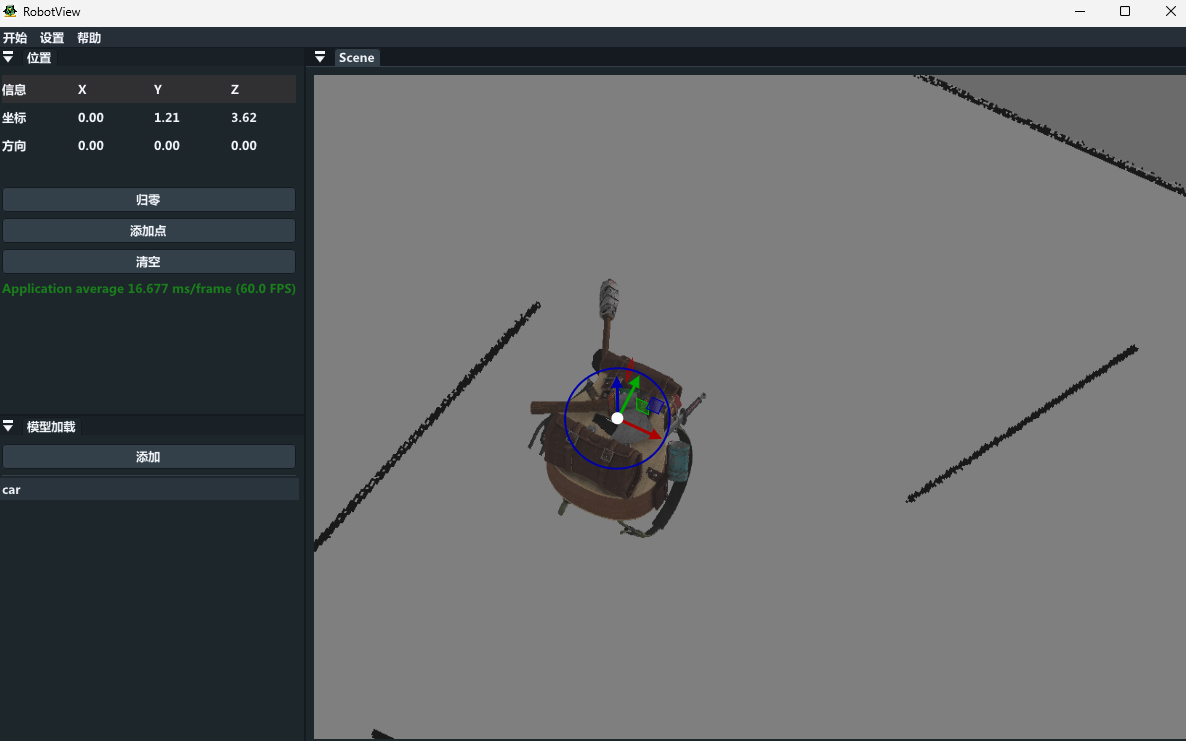 RobotView
开始 设置 帮助
位置
信息 X Y Z
坐标 0.00 1.21 3.62
方向 0.00 0.00 0.00
归零
添加点
清空
Application average 16.677 ms/frame (60.0 FPS)
模型加载
添加
car
Scene